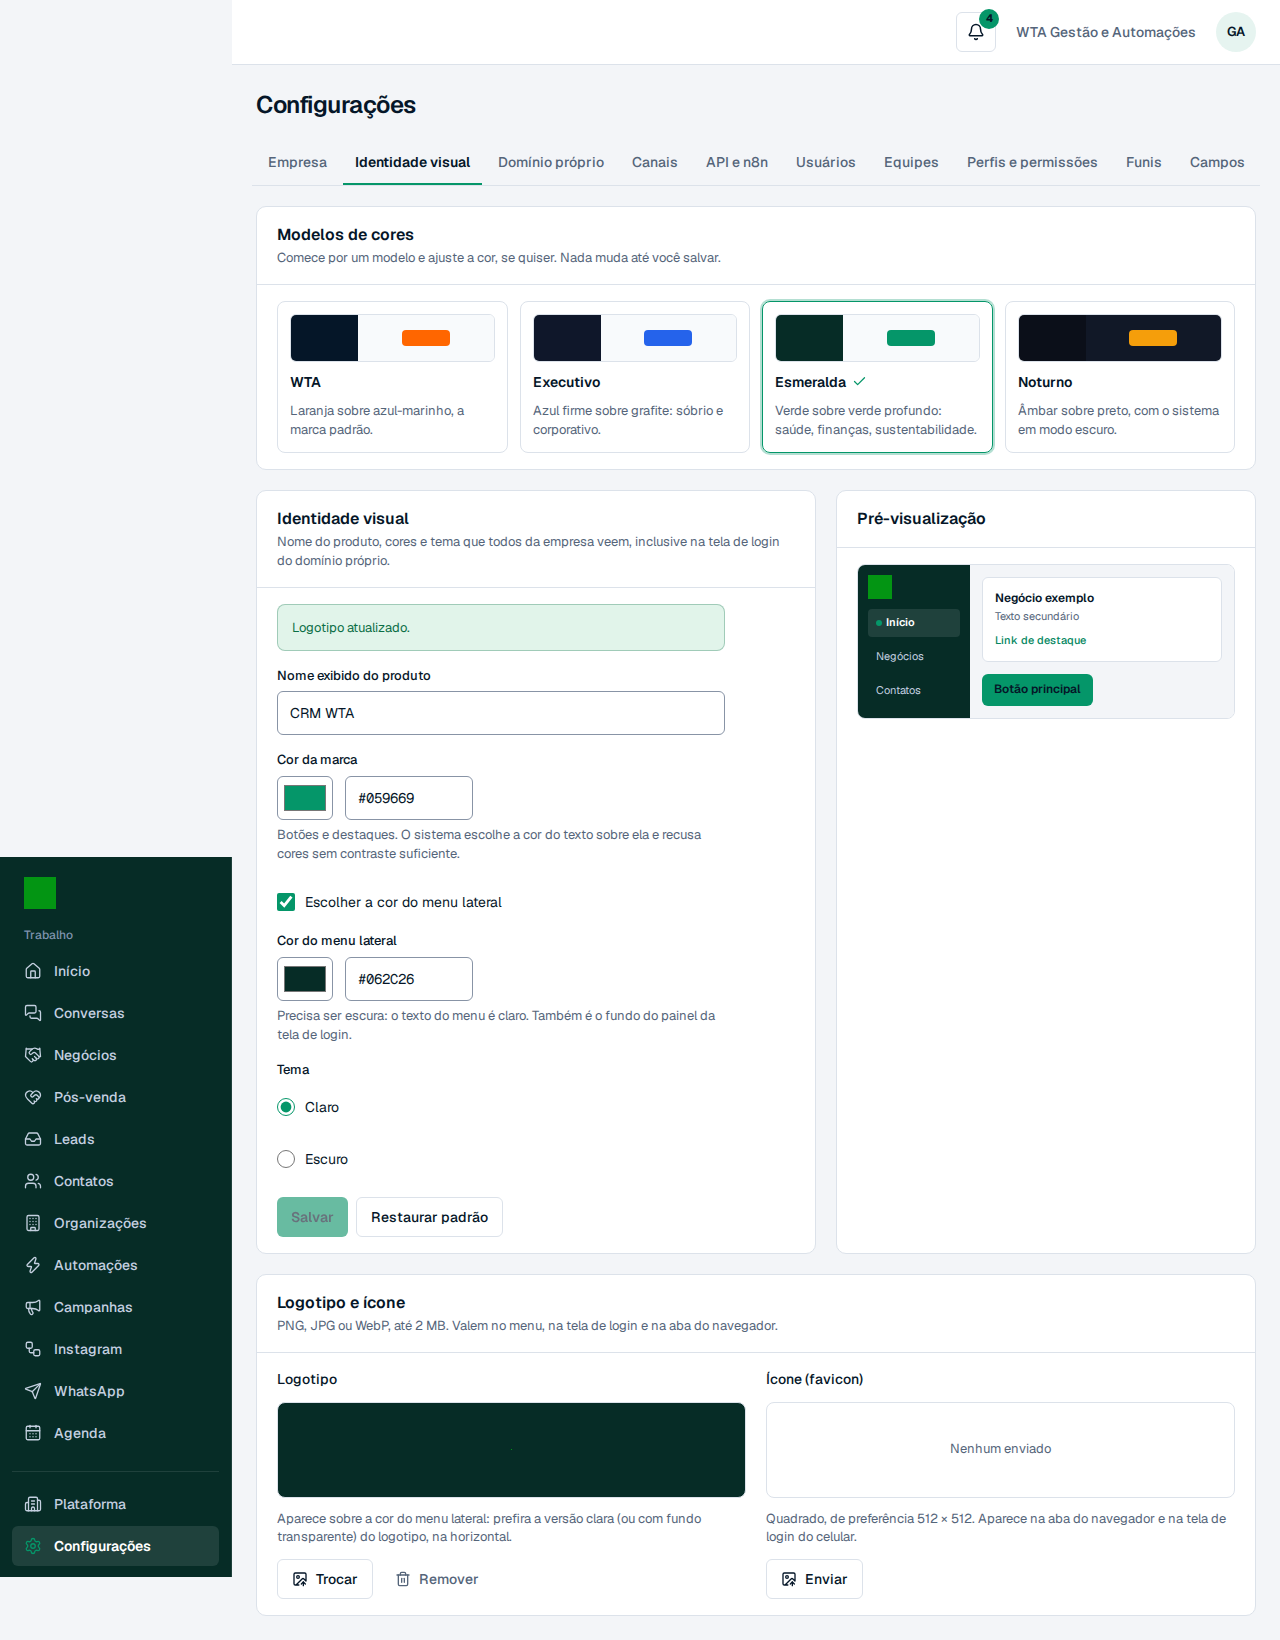 4
WTA Gestão e Automações
GA
Configurações
Empresa
Identidade visual
Domínio próprio
Canais
API e n8n
Usuários
Equipes
Perfis e permissões
Funis
Campos
Modelos de cores
Comece por um modelo e ajuste a cor, se quiser. Nada muda até você salvar.
WTA
Laranja sobre azul-marinho, a
marca padrão.
Executivo
Azul firme sobre grafite: sóbrio e
corporativo.
Esmeralda
Verde sobre verde profundo:
saúde, finanças, sustentabilidade.
Noturno
Âmbar sobre preto, com o sistema
em modo escuro.
Identidade visual
Nome do produto, cores e tema que todos da empresa veem, inclusive na tela de login
do domínio próprio.
Logotipo atualizado.
Nome exibido do produto
CRM WTA
Cor da marca
#059669
Botões e destaques. O sistema escolhe a cor do texto sobre ela e recusa
cores sem contraste suficiente.
Escolher a cor do menu lateral
Cor do menu lateral
#062C26
Precisa ser escura: o texto do menu é claro. Também é o fundo do painel da
tela de login.
Tema
Claro
Escuro
Salvar
Restaurar padrão
Pré-visualização
Início
Negócios
Contatos
Negócio exemplo
Texto secundário
Link de destaque
Botão principal
Logotipo e ícone
PNG, JPG ou WebP, até 2 MB. Valem no menu, na tela de login e na aba do navegador.
Logotipo
Aparece sobre a cor do menu lateral: prefira a versão clara (ou com fundo
transparente) do logotipo, na horizontal.
Trocar
Remover
Ícone (favicon)
Nenhum enviado
Quadrado, de preferência 512 × 512. Aparece na aba do navegador e na tela de
login do celular.
Enviar
Trabalho
Início
Conversas
Negócios
Pós-venda
Leads
Contatos
Organizações
Automações
Campanhas
Instagram
WhatsApp
Agenda
Plataforma
Configurações